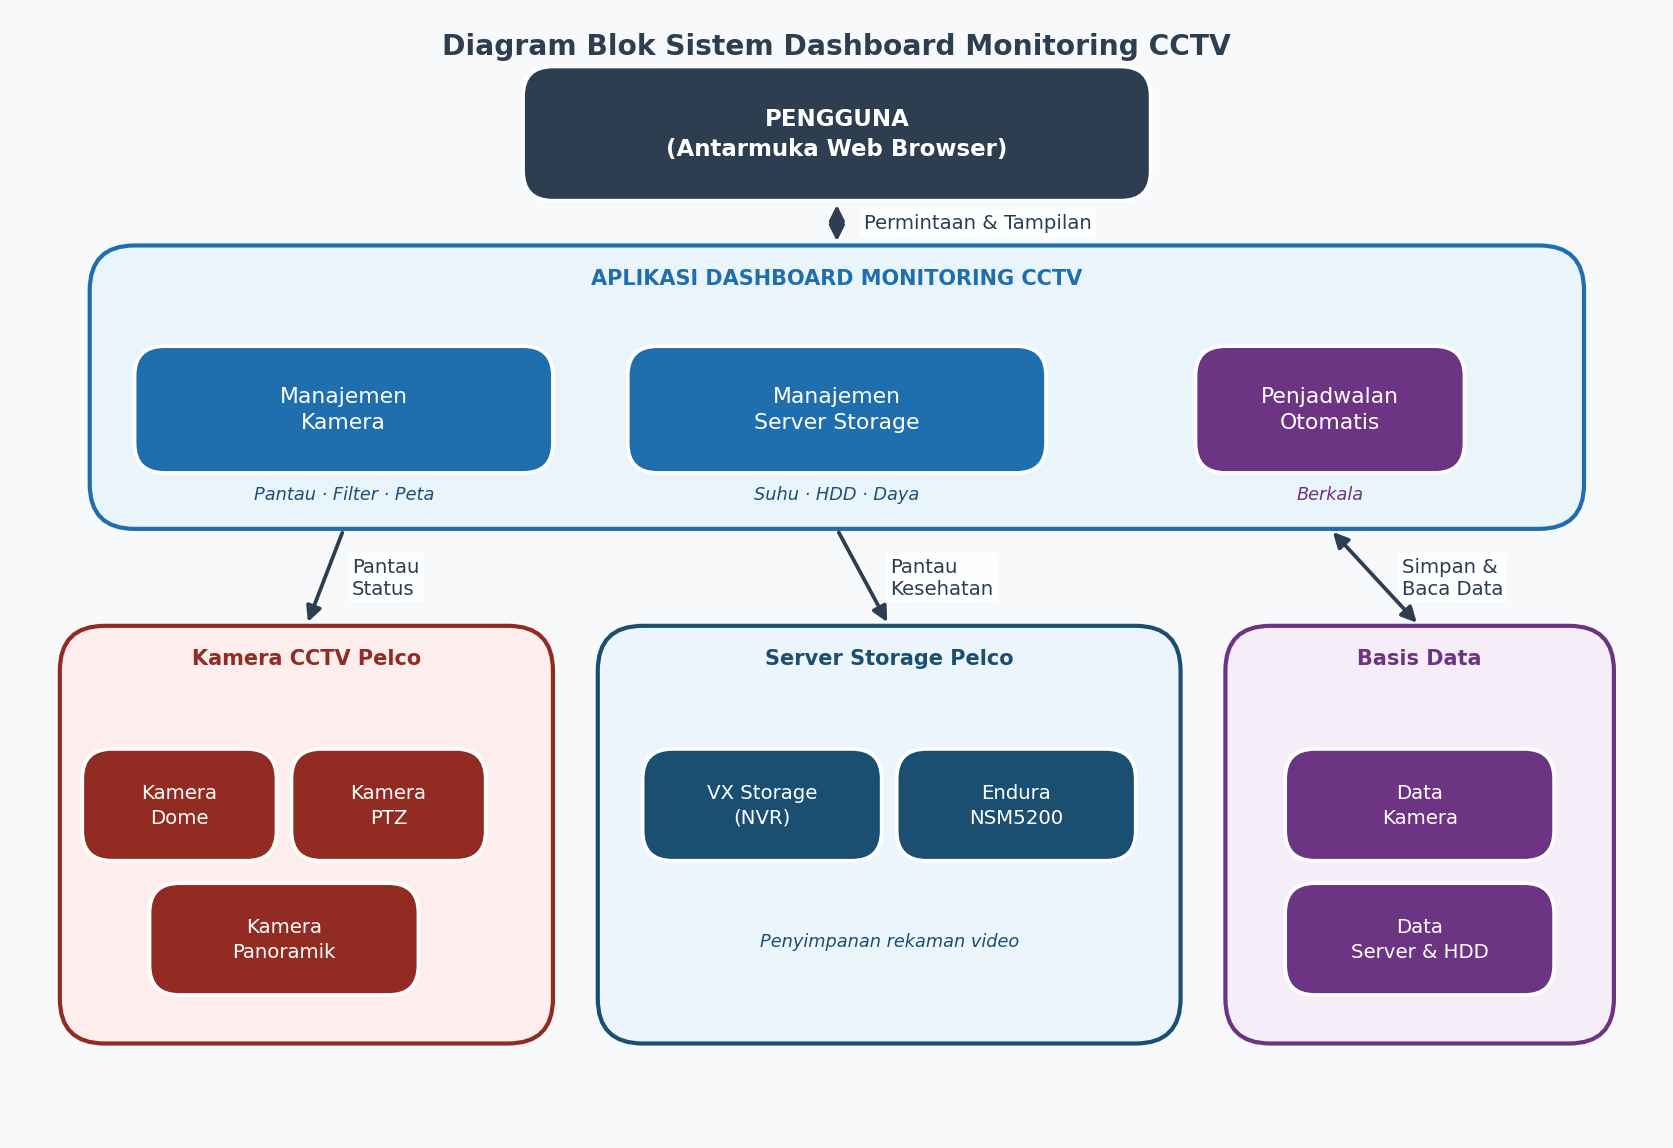 Diagram Blok Sistem Dashboard Monitoring CCTV
PENGGUNA
(Antarmuka Web Browser)
Permintaan & Tampilan
APLIKASI DASHBOARD MONITORING CCTV
Manajemen
Kamera
Pantau · Filter · Peta
Manajemen
Server Storage
Suhu · HDD · Daya
Penjadwalan
Otomatis
Berkala
Pantau
Status
Pantau
Kesehatan
Simpan &
Baca Data
Kamera CCTV Pelco
Kamera
Dome
Kamera
PTZ
Kamera
Panoramik
Server Storage Pelco
VX Storage
(NVR)
Endura
NSM5200
Penyimpanan rekaman video
Basis Data
Data
Kamera
Data
Server & HDD